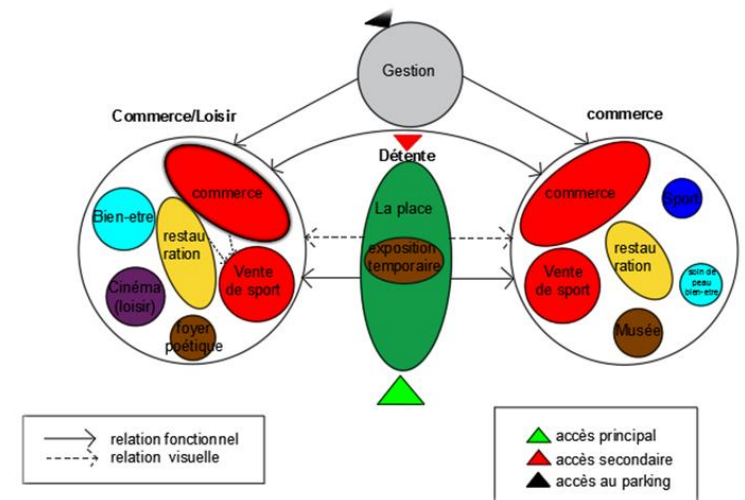 Gestion
Commerce/Loisir
commerce
Détente
commerce
Bien-etre
restau
ration
Vente
de sport
Cinéma
(loisir)
foyer
poétique
La place
exposition
temporaire
commerce
Sport
restau
ration
Vente
de sport
soin de
peau
bien-etre
Musée
relation fonctionnel
relation visuelle
accès principal
accès secondaire
accès au parking